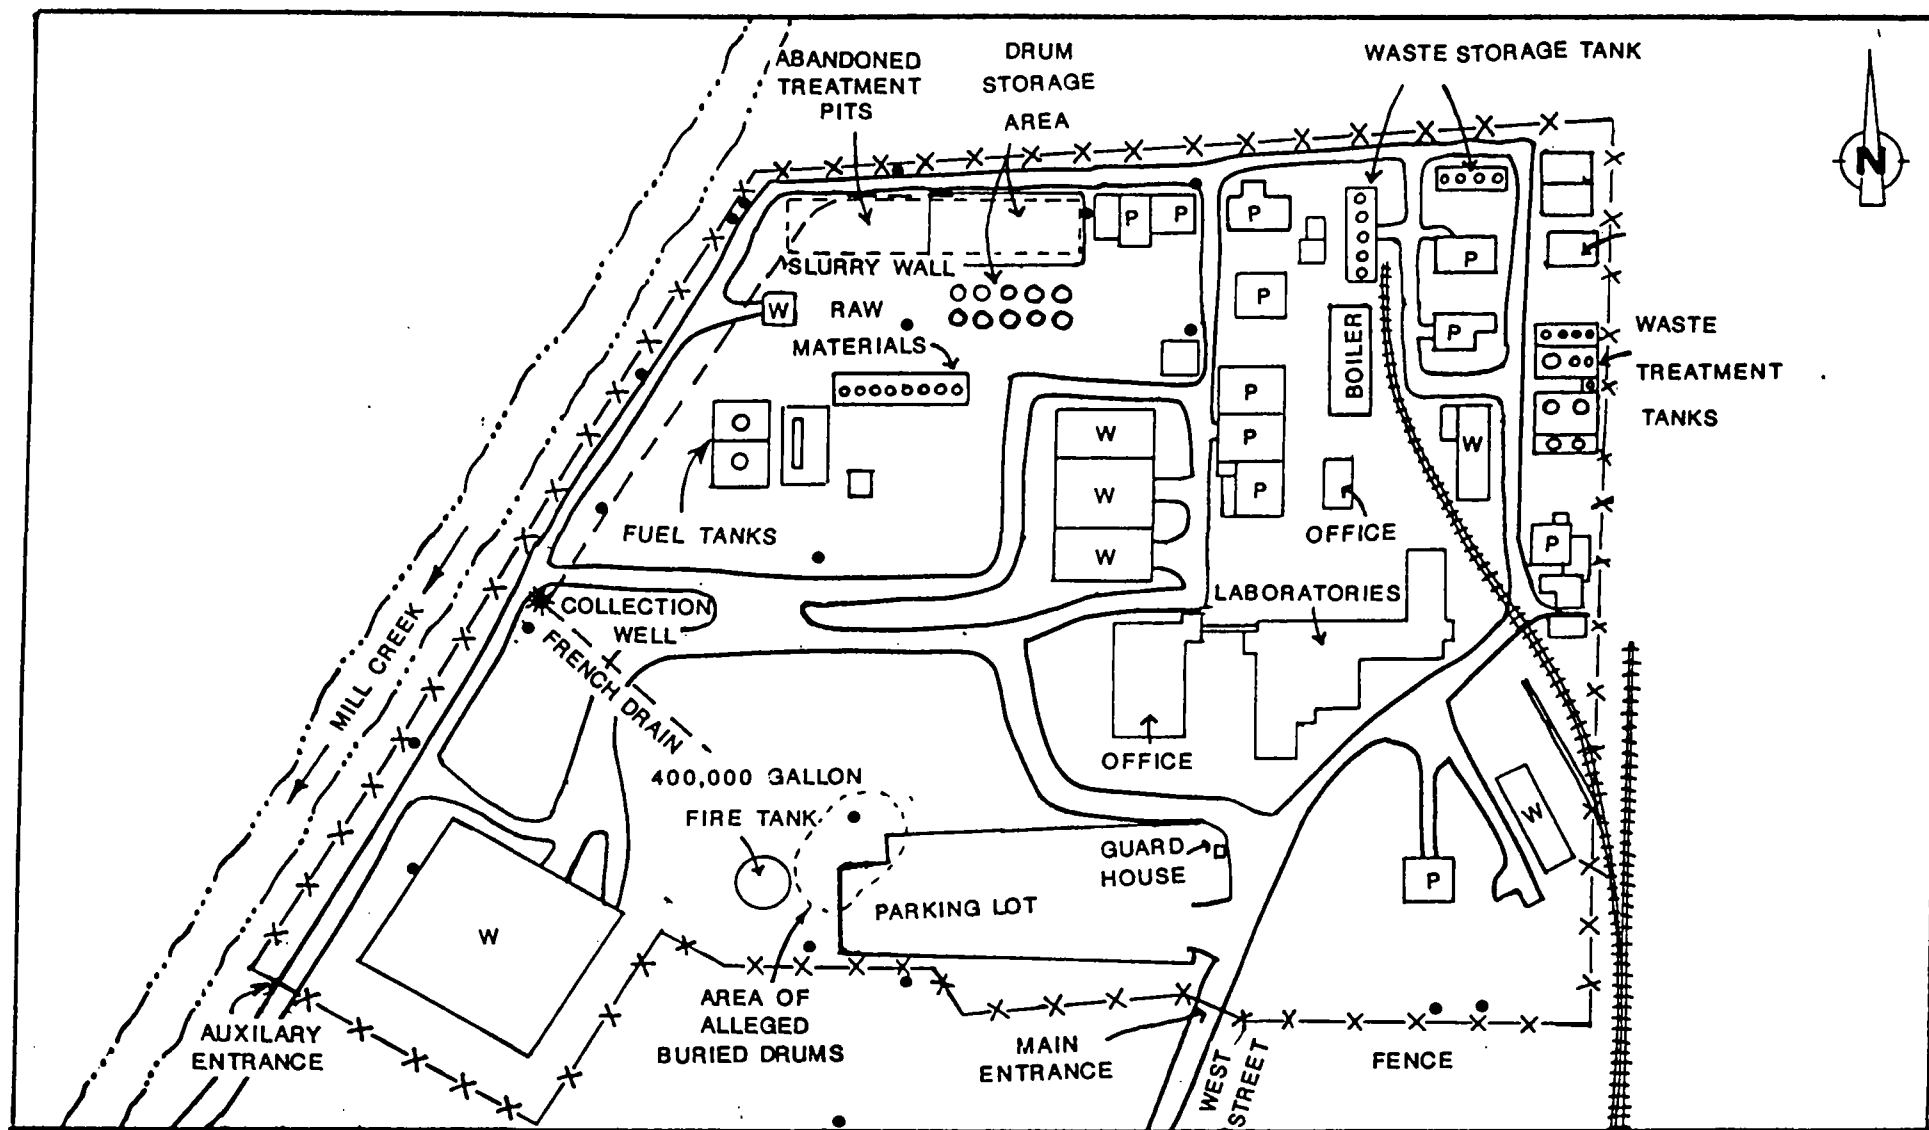 ABANDONED
TREATMENT
PITS
DRUM
STORAGE
AREA
WASTE STORAGE TANK
N
P
P
P
P
P
SLURRY WALL
W
RAW
MATERIALS
BOILER
P
WASTE
TREATMENT
TANKS
P
P
P
W
W
W
W
FUEL TANKS
OFFICE
P
COLLECTION
WELL
LABORATORIES
MILL CREEK
FRENCH DRAIN
OFFICE
400,000 GALLON
FIRE TANK
W
GUARD
HOUSE
P
PARKING LOT
W
AREA OF
ALLEGED
BURIED DRUMS
AUXILARY
ENTRANCE
MAIN
ENTRANCE
WEST
STREET
FENCE